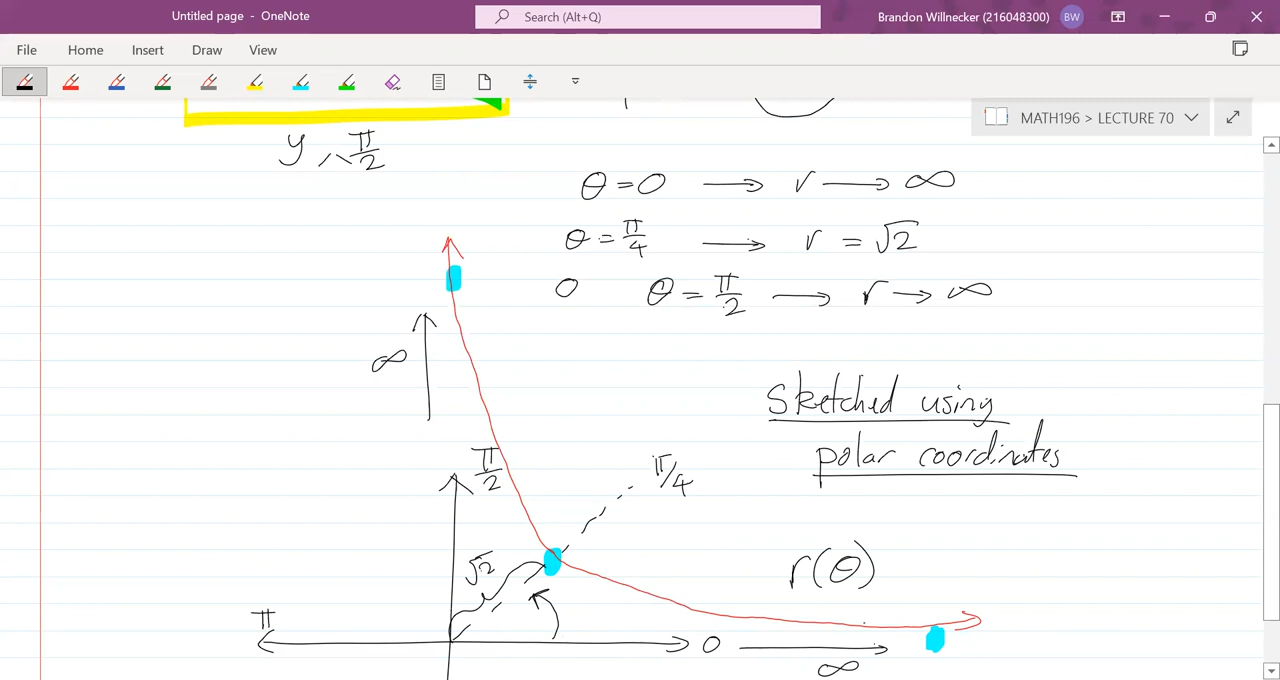 Untitled page - OneNote
Search (Alt+Q)
Brandon Willnecker (216048300)
BW
File Home Insert Draw View
MATH196 > LECTURE 70
y, π/2
θ = 0 → r → ∞
θ = π/4 → r = √2
0 θ = π/2 → r → ∞
∞
Sketched using
polar coordinates
π/2
π/4
√2
r(θ)
π
0
∞